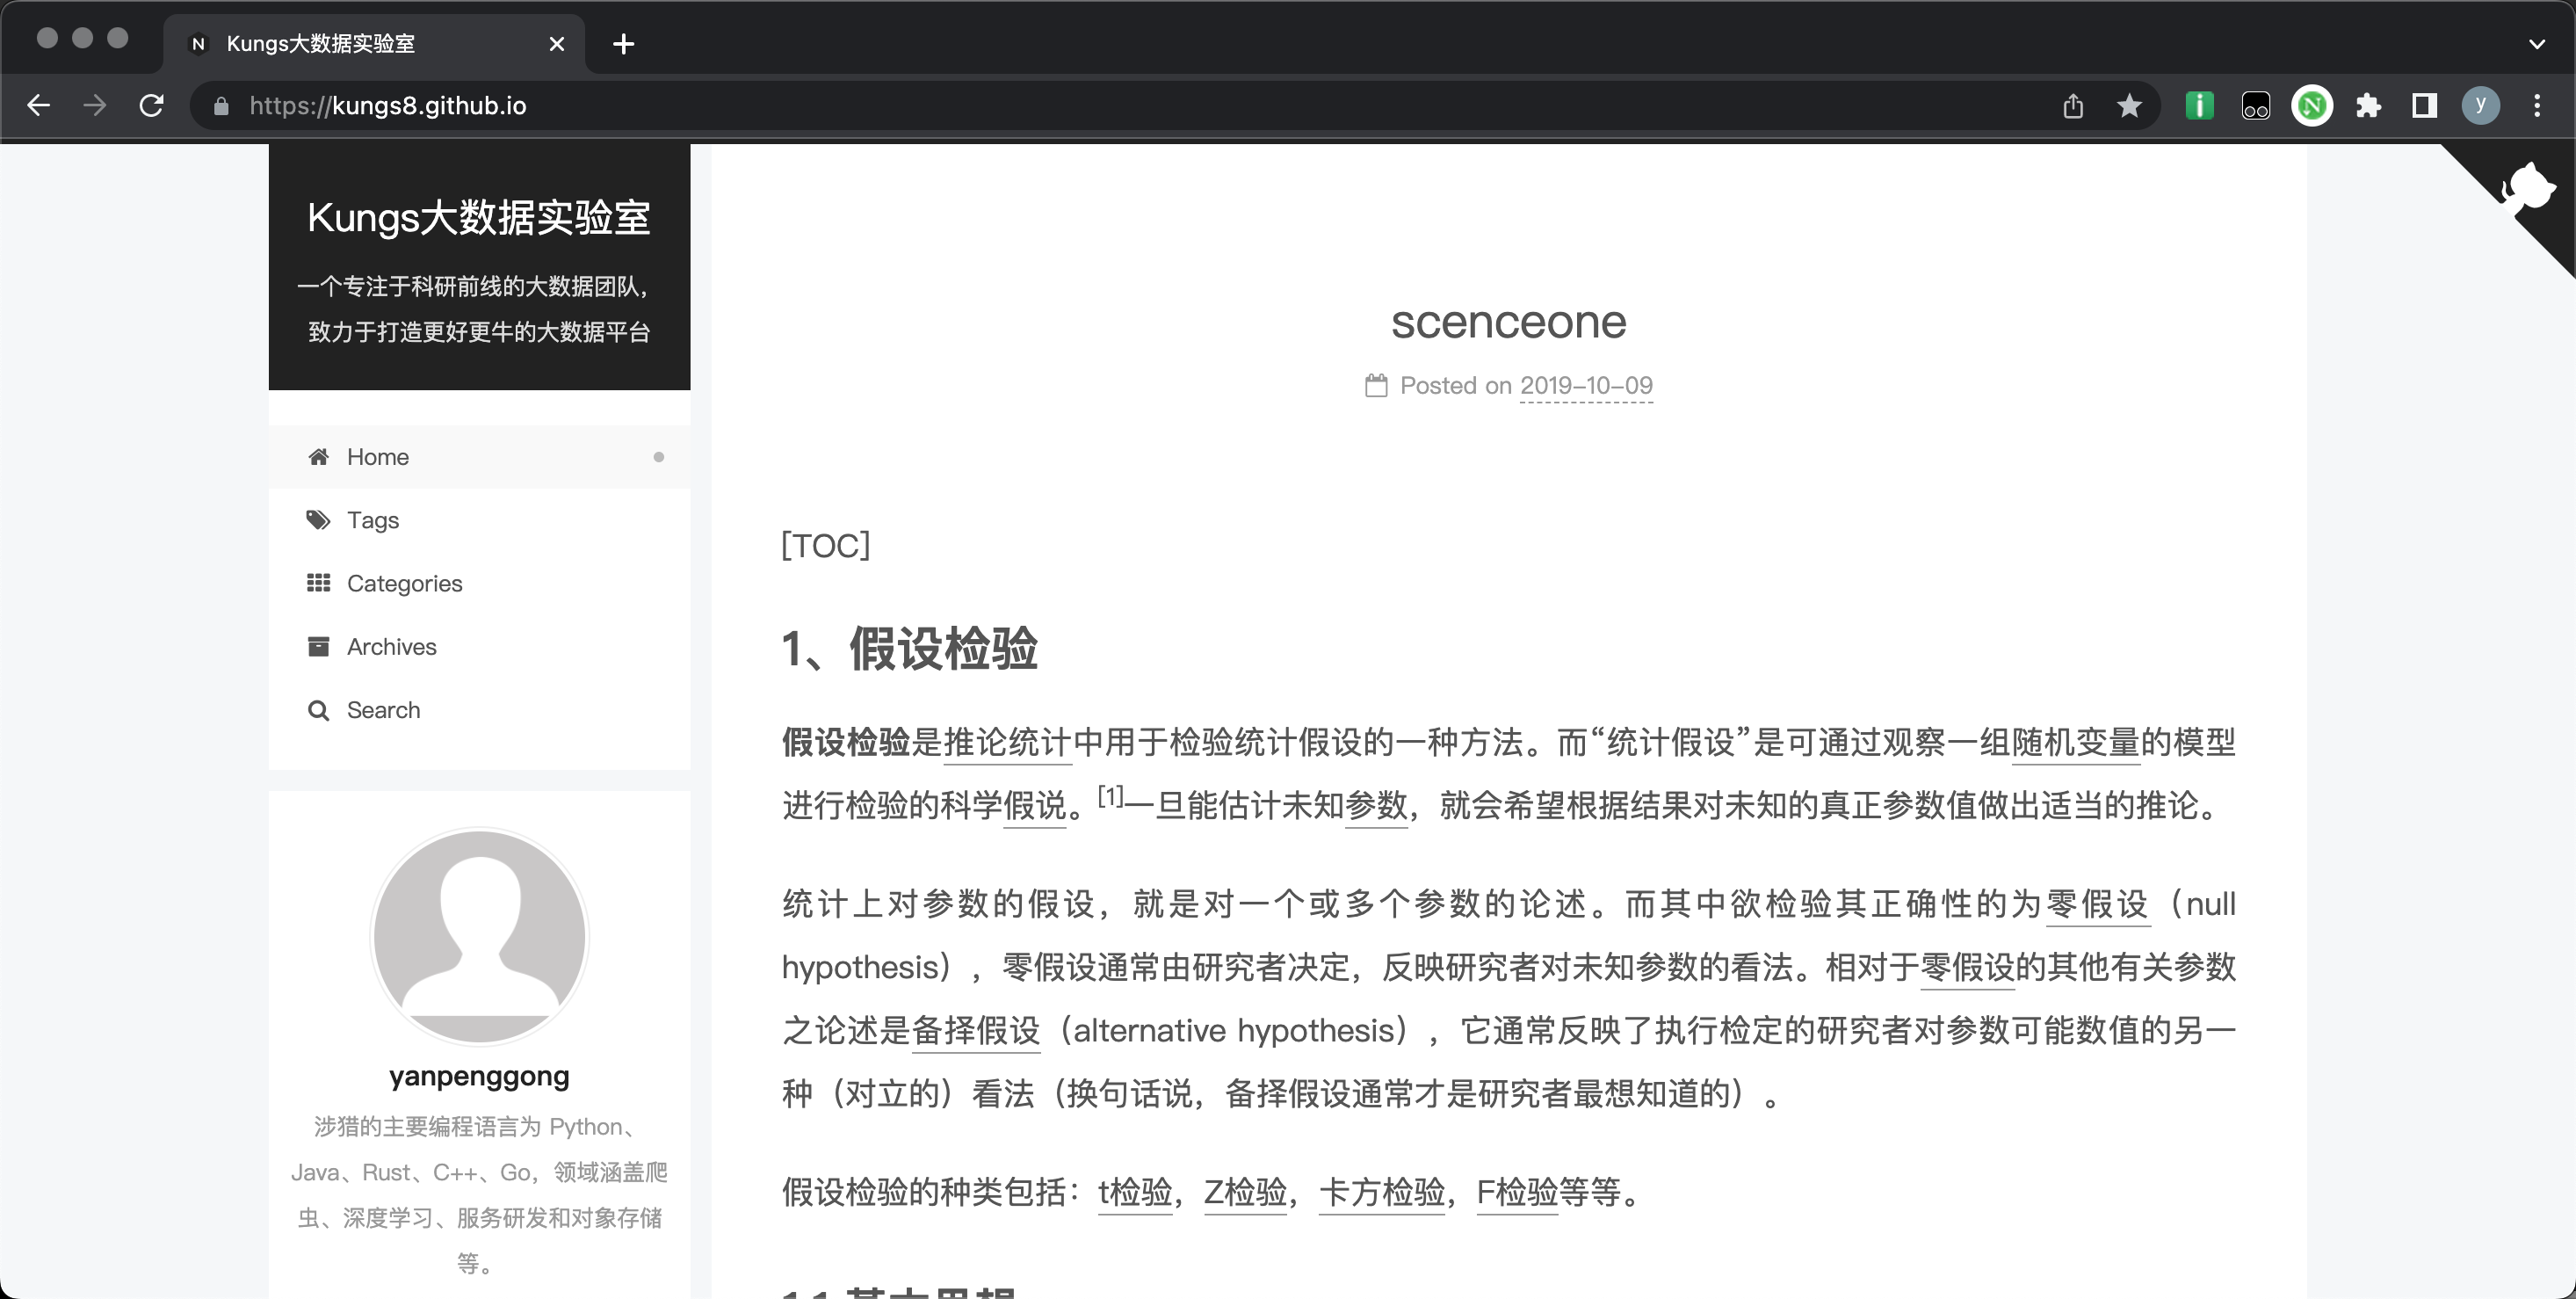 Kungs大数据实验室
https://kungs8.github.io
y
Kungs大数据实验室
一个专注于科研前线的大数据团队，
致力于打造更好更牛的大数据平台
Home
Tags
Categories
Archives
Search
yanpenggong
涉猎的主要编程语言为 Python、
Java、Rust、C++、Go，领域涵盖爬
虫、深度学习、服务研发和对象存储
等。
scenceone
Posted on 2019-10-09
[TOC]
1、假设检验
假设检验是推论统计中用于检验统计假设的一种方法。而“统计假设”是可通过观察一组随机变量的模型
进行检验的科学假说。[1]一旦能估计未知参数，就会希望根据结果对未知的真正参数值做出适当的推论。
统计上对参数的假设，就是对一个或多个参数的论述。而其中欲检验其正确性的为零假设（null
hypothesis），零假设通常由研究者决定，反映研究者对未知参数的看法。相对于零假设的其他有关参数
之论述是备择假设（alternative hypothesis），它通常反映了执行检定的研究者对参数可能数值的另一
种（对立的）看法（换句话说，备择假设通常才是研究者最想知道的）。
假设检验的种类包括：t检验，Z检验，卡方检验，F检验等等。
1.1 基本思想